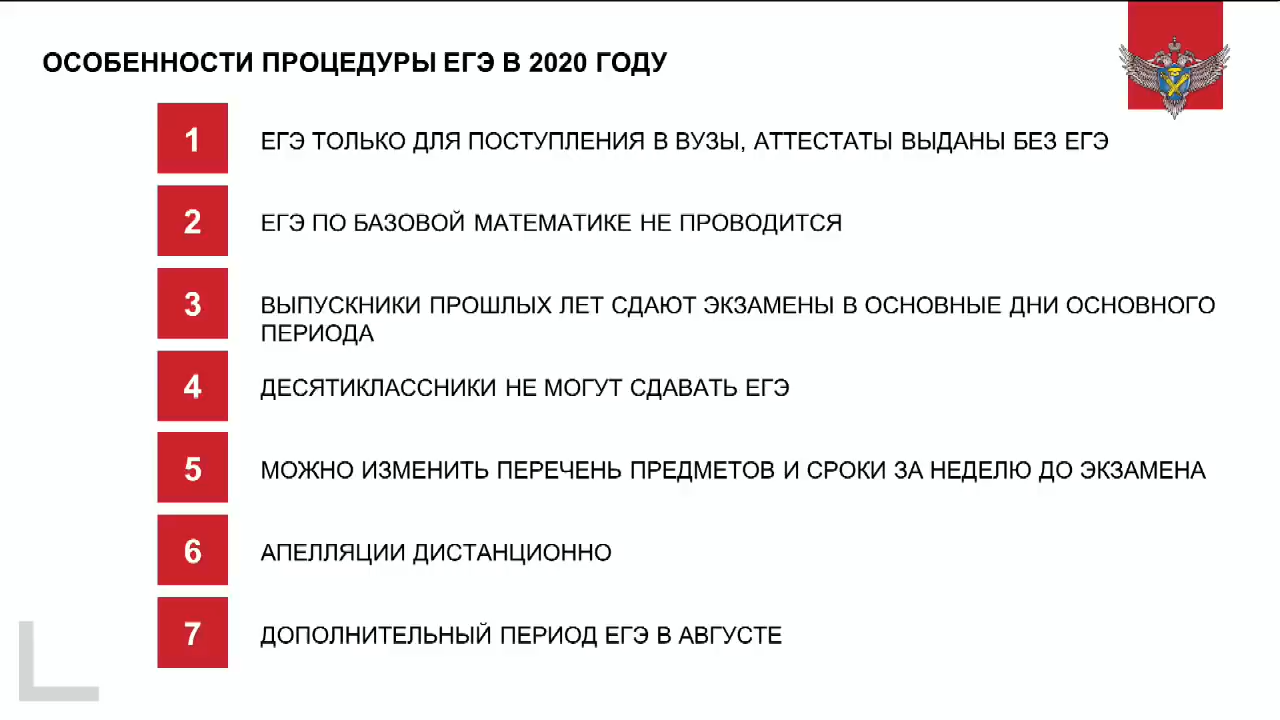 ОСОБЕННОСТИ ПРОЦЕДУРЫ ЕГЭ В 2020 ГОДУ
1
ЕГЭ ТОЛЬКО ДЛЯ ПОСТУПЛЕНИЯ В ВУЗЫ, АТТЕСТАТЫ ВЫДАНЫ БЕЗ ЕГЭ
2
ЕГЭ ПО БАЗОВОЙ МАТЕМАТИКЕ НЕ ПРОВОДИТСЯ
3
ВЫПУСКНИКИ ПРОШЛЫХ ЛЕТ СДАЮТ ЭКЗАМЕНЫ В ОСНОВНЫЕ ДНИ ОСНОВНОГО
ПЕРИОДА
4
ДЕСЯТИКЛАССНИКИ НЕ МОГУТ СДАВАТЬ ЕГЭ
5
МОЖНО ИЗМЕНИТЬ ПЕРЕЧЕНЬ ПРЕДМЕТОВ И СРОКИ ЗА НЕДЕЛЮ ДО ЭКЗАМЕНА
6
АПЕЛЛЯЦИИ ДИСТАНЦИОННО
7
ДОПОЛНИТЕЛЬНЫЙ ПЕРИОД ЕГЭ В АВГУСТЕ